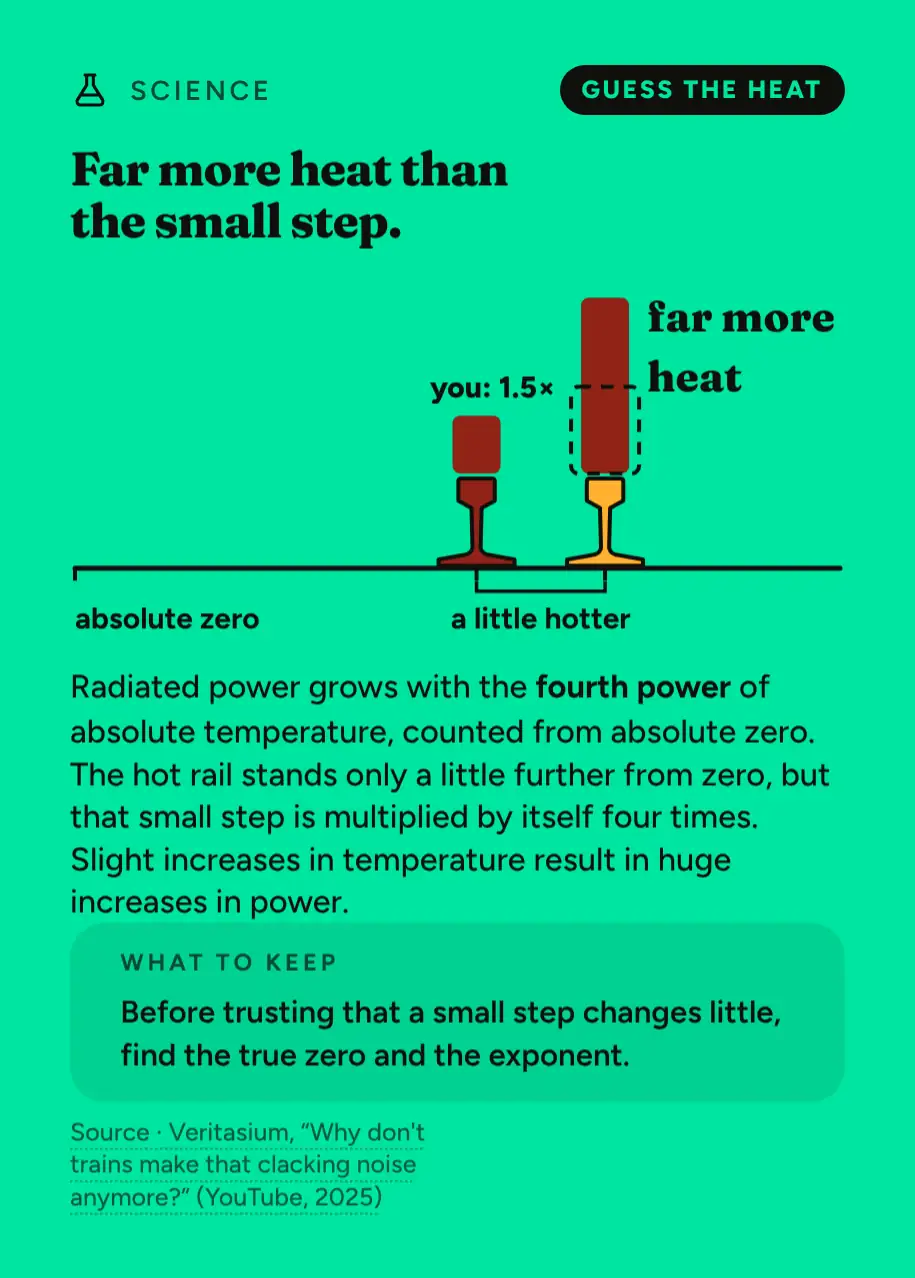 SCIENCE
GUESS THE HEAT
Far more heat than
the small step.
far more
heat
you: 1.5×
absolute zero
a little hotter
Radiated power grows with the fourth power of
absolute temperature, counted from absolute zero.
The hot rail stands only a little further from zero, but
that small step is multiplied by itself four times.
Slight increases in temperature result in huge
increases in power.
WHAT TO KEEP
Before trusting that a small step changes little,
find the true zero and the exponent.
Source · Veritasium, “Why don't
trains make that clacking noise
anymore?” (YouTube, 2025)